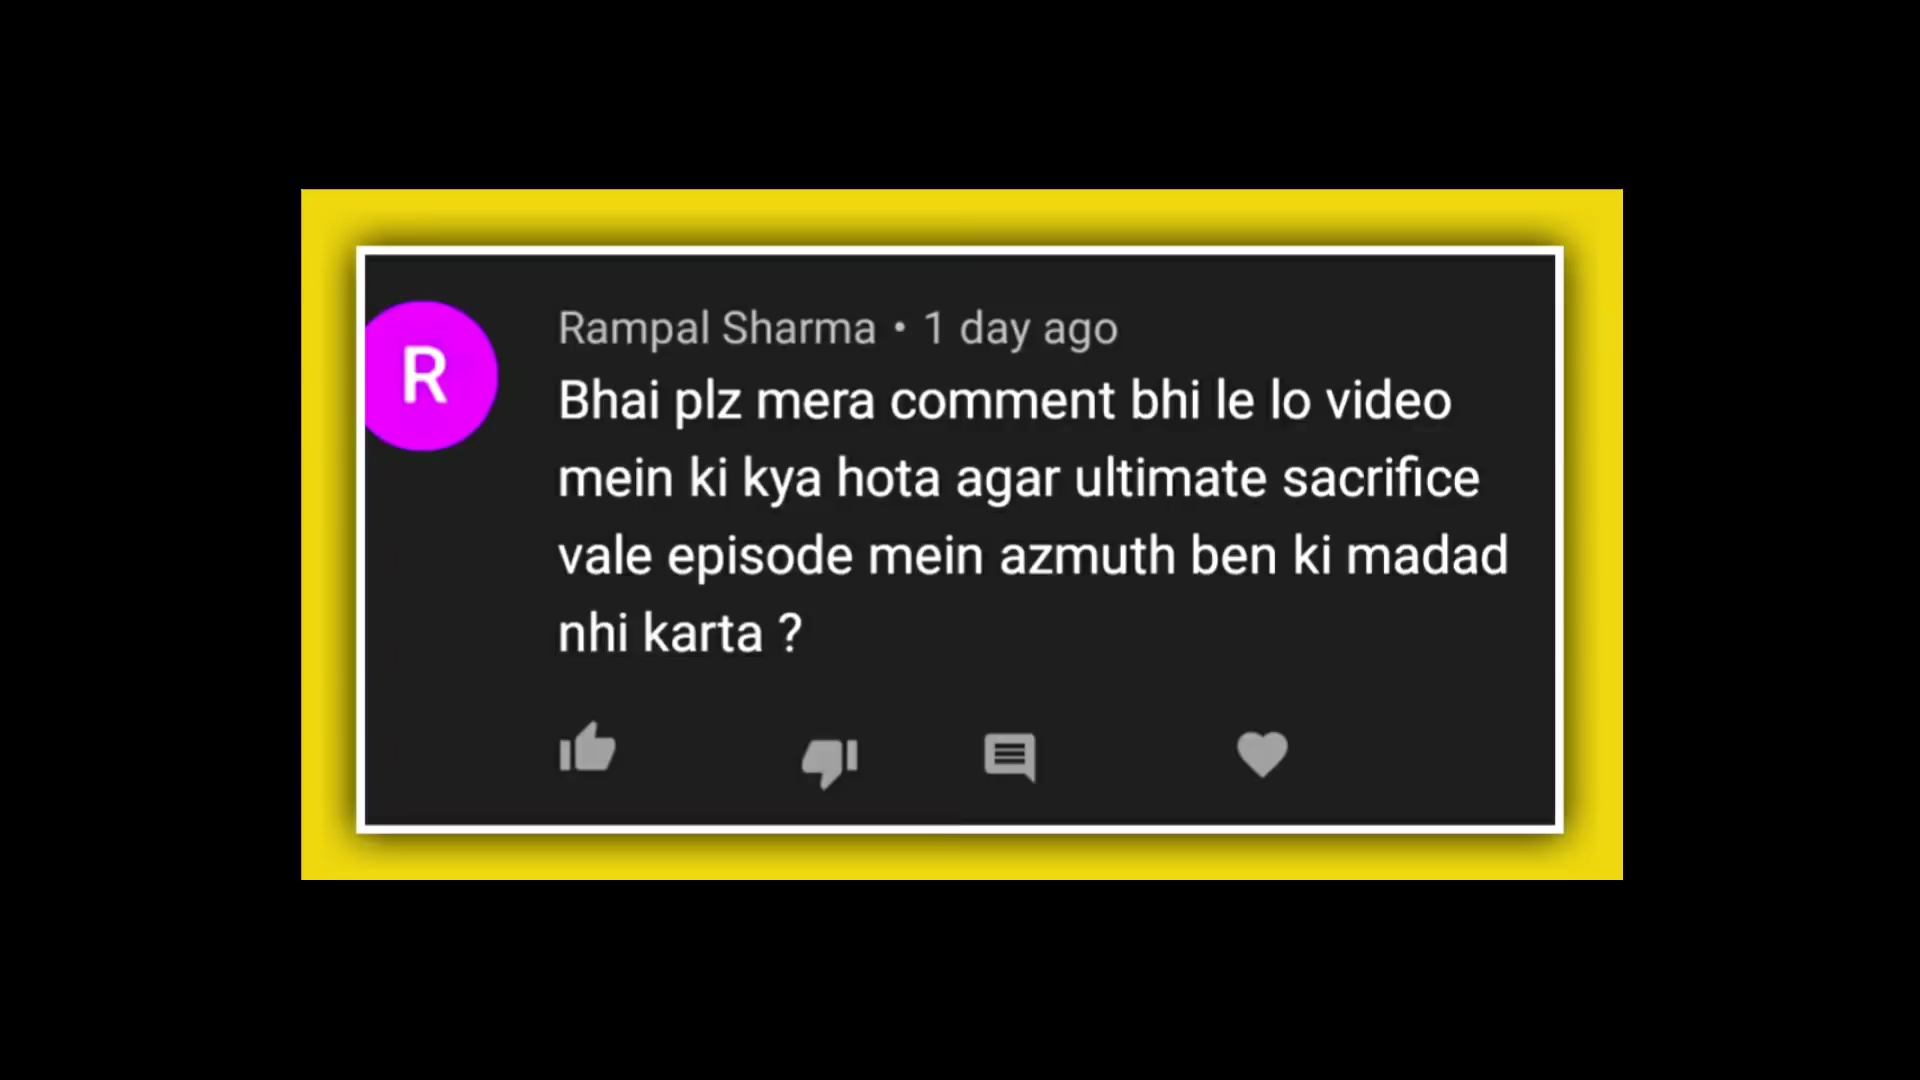 R
Rampal Sharma • 1 day ago
Bhai plz mera comment bhi le lo video
mein ki kya hota agar ultimate sacrifice
vale episode mein azmuth ben ki madad
nhi karta ?